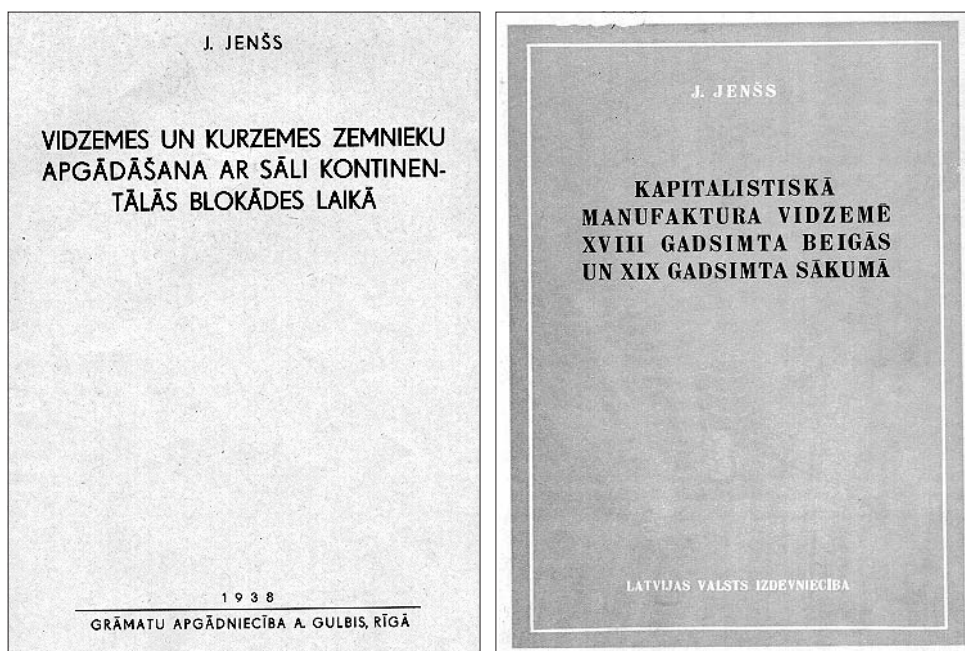 J. JENŠS
VIDZEMES UN KURZEMES ZEMNIEKU
APGĀDĀŠANA AR SĀLI KONTINEN-
TĀLĀS BLOKĀDES LAIKĀ
1938
GRĀMATU APGĀDNIECĪBA A. GULBIS, RĪGĀ
J. JENŠS
KAPITALISTISKĀ
MANUFAKTURA VIDZEMĒ
XVIII GADSIMTA BEIGĀS
UN XIX GADSIMTA SĀKUMĀ
LATVIJAS VALSTS IZDEVNIECĪBA